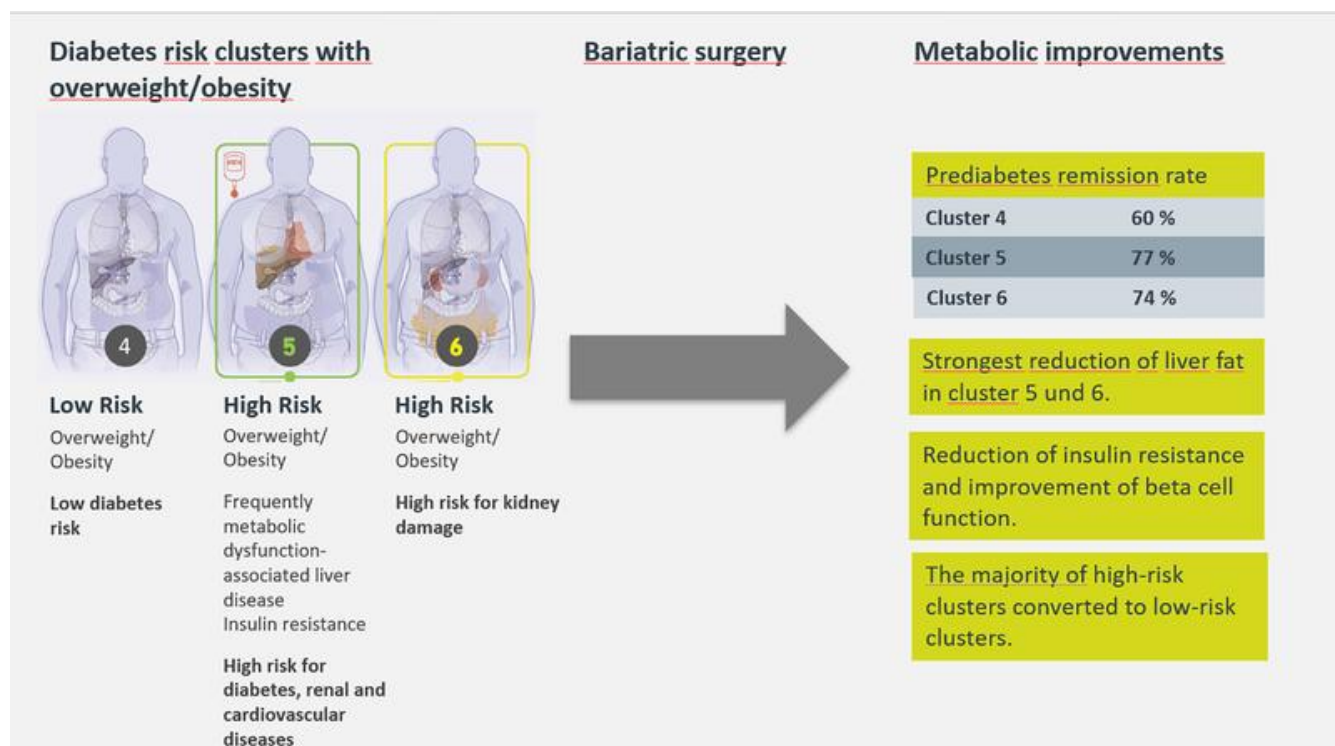 Diabetes risk clusters with
overweight/obesity
Bariatric surgery
Metabolic improvements
4
5
6
Low Risk
Overweight/
Obesity
Low diabetes
risk
High Risk
Overweight/
Obesity
Frequently
metabolic
dysfunction-
associated liver
disease
Insulin resistance
High risk for
diabetes, renal and
cardiovascular
diseases
High Risk
Overweight/
Obesity
High risk for kidney
damage
Prediabetes remission rate
Cluster 4 60 %
Cluster 5 77 %
Cluster 6 74 %
Strongest reduction of liver fat
in cluster 5 und 6.
Reduction of insulin resistance
and improvement of beta cell
function.
The majority of high-risk
clusters converted to low-risk
clusters.